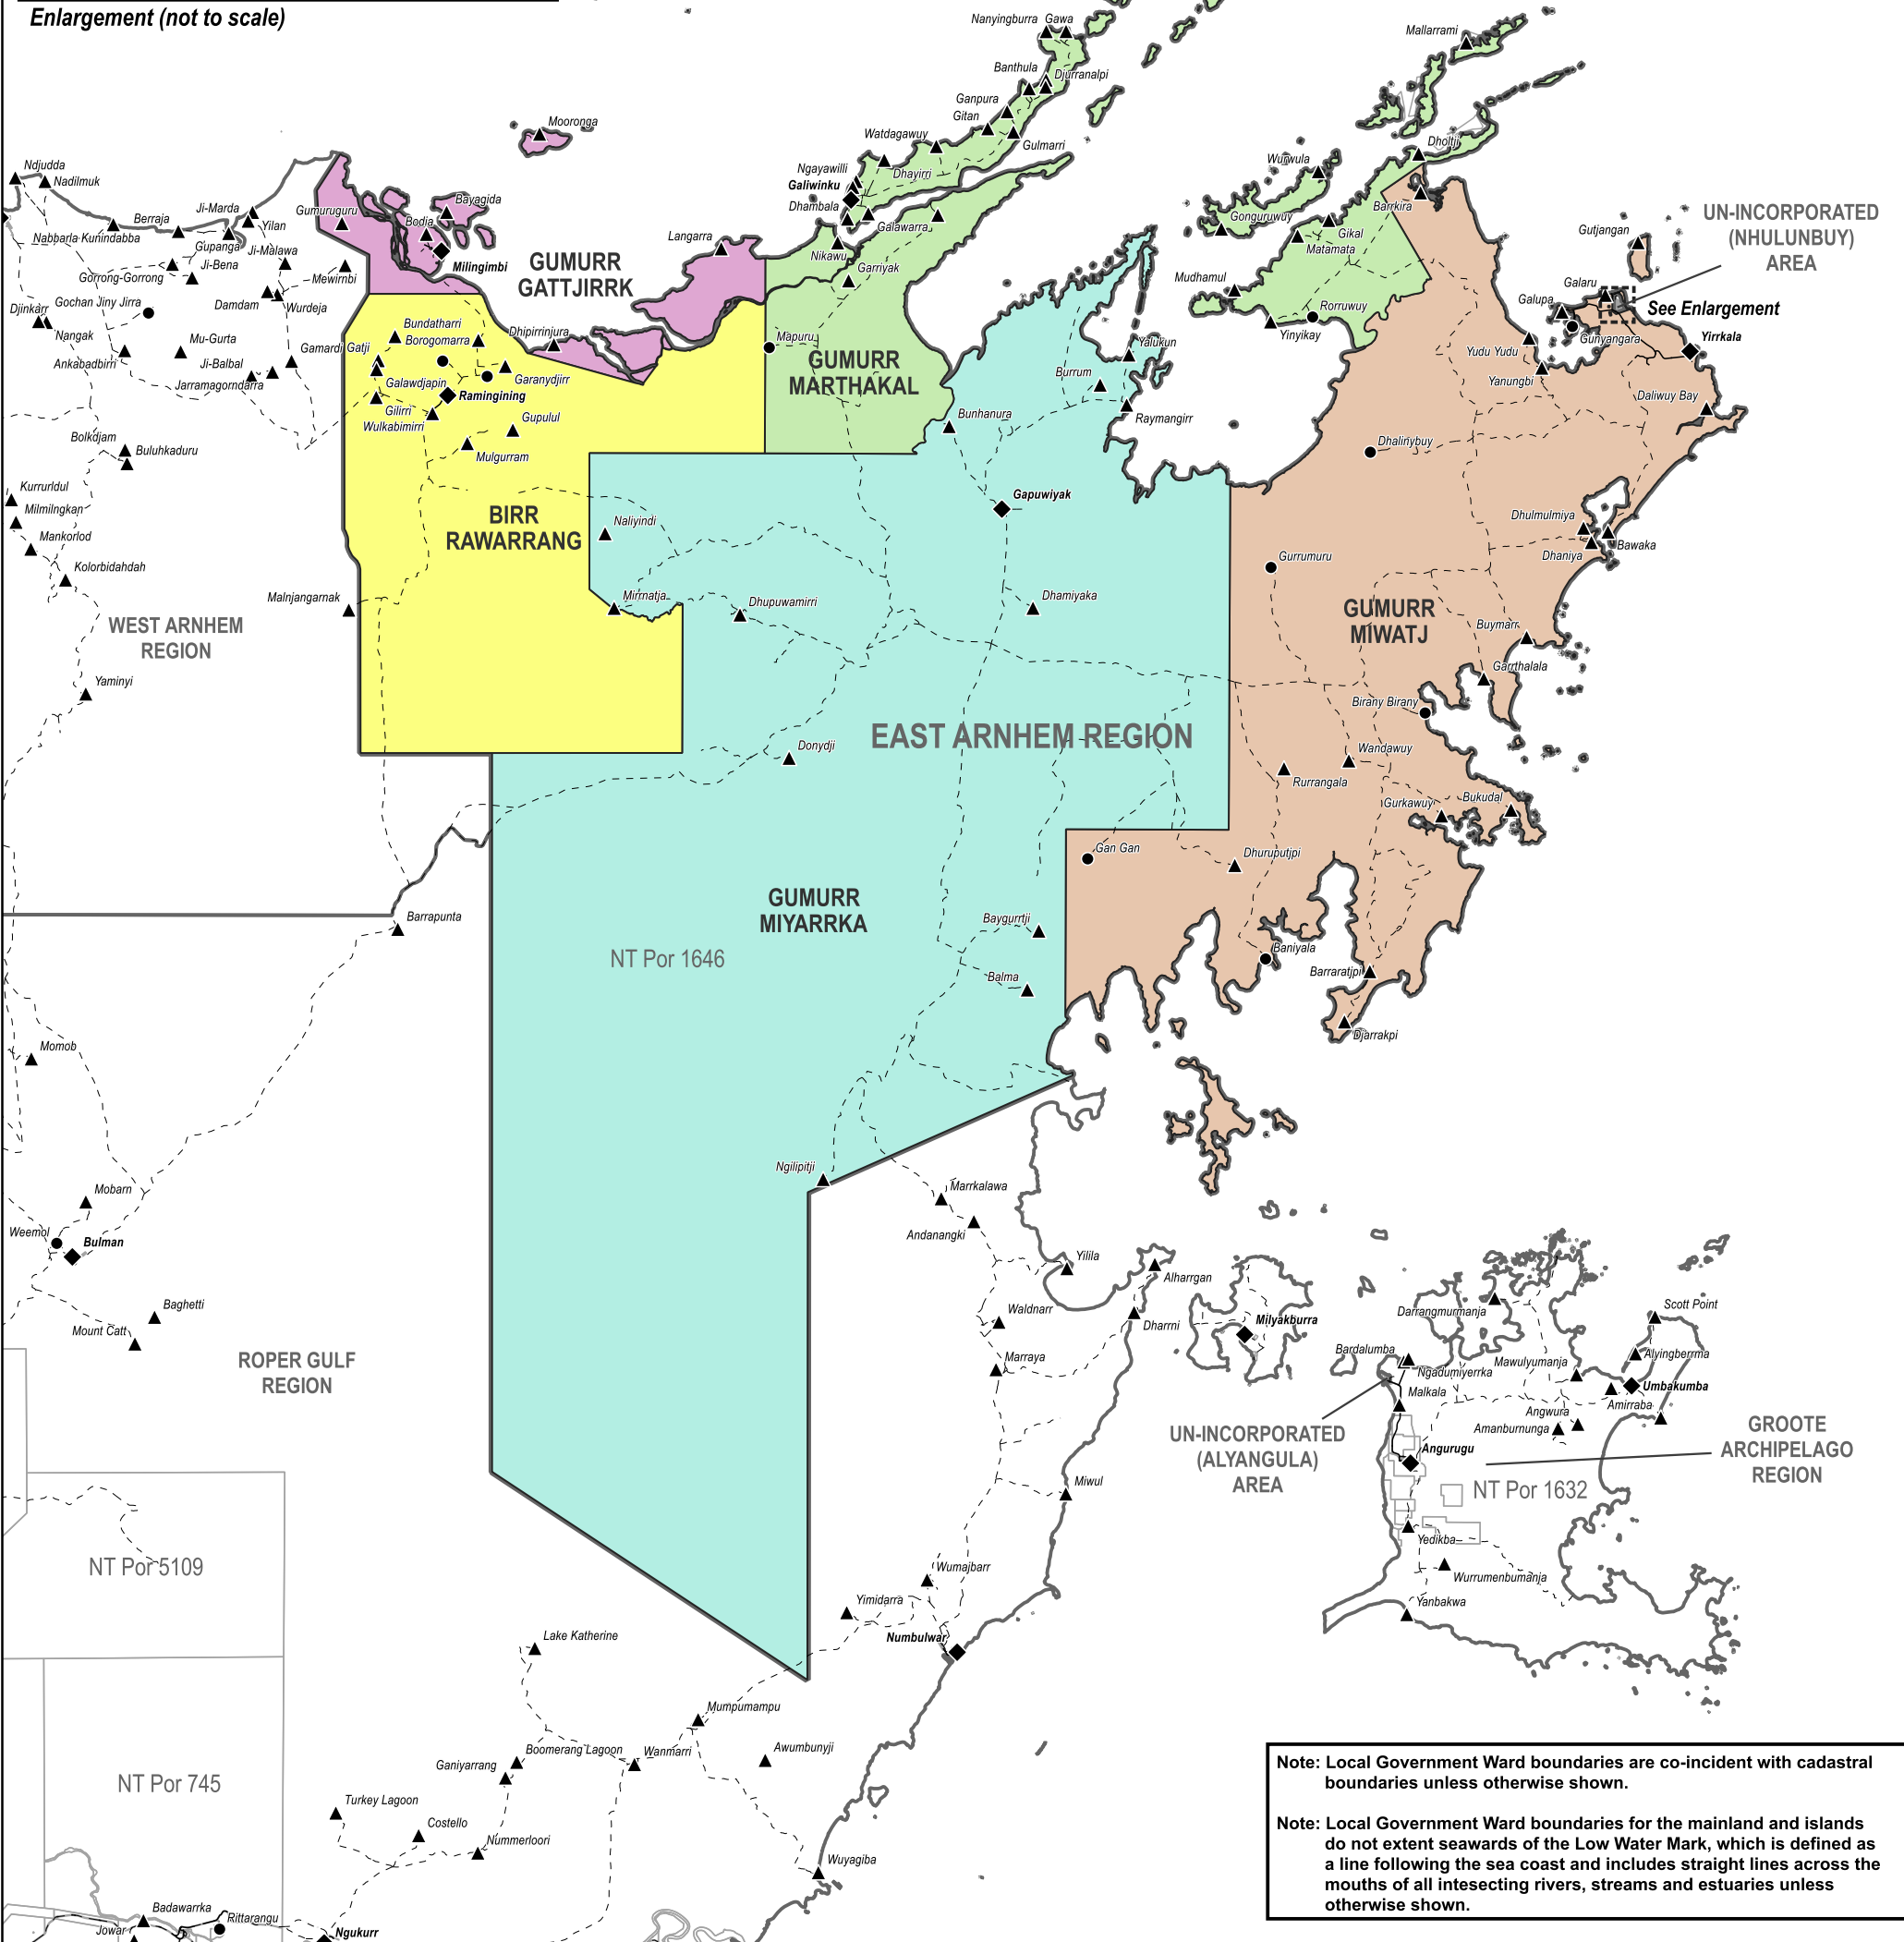 Enlargement (not to scale)
Nanyingburra
Gawa
Mallarrami
Banthula
Djurranalpi
Ganpura
Gitan
Gulmarri
Mooronga
Watdagawuy
Dholtji
Ndjudda
Nadilmuk
Ngayawilli
Dhayirri
Wurwula
Galiwinku
Dhambala
Bayagida
Barrkira
Ji-Marda
Gumuruguru
Berraja
Yilan
Bodia
Galawarra
Gonguruwuy
Gikal
UN-INCORPORATED
(NHULUNBUY)
AREA
Gutjangan
Nabbarla Kunindabba
Gupanga
Ji-Malawa
Langarra
Nikawu
Matamata
Milingimbi
GUMURR
GATTJIRRK
Gorrong-Gorrong
Ji-Bena
Mewirnbi
Garriyak
Mudhamul
Galaru
Galupa
See Enlargement
Djinkarr
Gochan Jiny Jirra
Damdam
Wurdeja
Rorruwuy
Nangak
Mu-Gurta
Bundatharri
Borogomarra
Dhipirrinjura
Mapuru
Yinyikay
Gunyangara
Yirrkala
Ankabadbirri
Ji-Balbal
Gamardi
Gatji
GUMURR
MARTHAKAL
Yalukun
Yudu Yudu
Jarramagorndarra
Galawdjapin
Garanydjirr
Burrum
Yanungbi
Ramingining
Gilirri
Wulkabimirri
Gupulul
Bunhanura
Raymangirr
Daliwuy Bay
Bolkdjam
Buluhkaduru
Mulgurram
Dhalinybuy
Kurrurldul
Milmilngkan
Gapuwiyak
BIRR
RAWARRANG
Naliyindi
Dhulmulmiya
Mankorlod
Dhaniya
Bawaka
Kolorbidahdah
Gurrumuru
Malnjangarnak
Mirrnatja
Dhupuwamirri
Dhamiyaka
GUMURR
MIWATJ
WEST ARNHEM
REGION
Buymarr
Garrthalala
Yaminyi
Birany Birany
EAST ARNHEM REGION
Donydji
Wandawuy
Rurrangala
Gurkawuy
Bukudal
Gan Gan
Dhuruputjpi
GUMURR
MIYARRKA
Barrapunta
Baygurrtji
NT Por 1646
Baniyala
Balma
Barraratjpi
Djarrakpi
Momob
Ngilipitji
Mobarn
Marrkalawa
Weemol
Bulman
Andanangki
Yilila
Alharrgan
Baghetti
Mount Catt
Waldnarr
Dharrni
Milyakburra
Darrangmurmanja
Scott Point
ROPER GULF
REGION
Marraya
Bardalumba
Ngadumiyerrka
Mawulyumanja
Alyingberrma
Malkala
Umbakumba
Amirraba
Angwura
Amanburnunga
UN-INCORPORATED
(ALYANGULA)
AREA
Angurugu
GROOTE
ARCHIPELAGO
REGION
Miwul
NT Por 1632
NT Por 5109
Yedikba
Wumajbarr
Wurrumenbumanja
Yimidarra
Yanbakwa
Numbulwar
Lake Katherine
Mumpumampu
Boomerang Lagoon
Ganiyarrang
Wanmarri
Awumbunyji
NT Por 745
Turkey Lagoon
Costello
Nummerloori
Wuyagiba
Badawarrka
Jowar
Rittarangu
Ngukurr
Note: Local Government Ward boundaries are co-incident with cadastral
boundaries unless otherwise shown.
Note: Local Government Ward boundaries for the mainland and islands
do not extent seawards of the Low Water Mark, which is defined as
a line following the sea coast and includes straight lines across the
mouths of all intesecting rivers, streams and estuaries unless
otherwise shown.